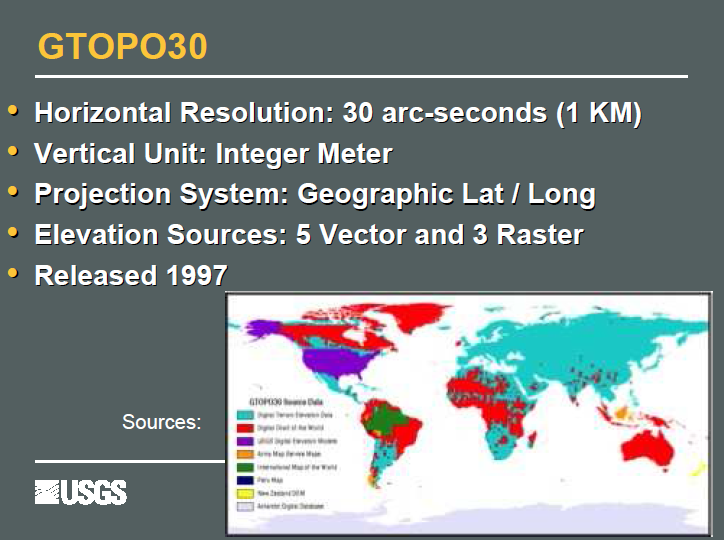 GTOPO30
• Horizontal Resolution: 30 arc-seconds (1 KM)
• Vertical Unit: Integer Meter
• Projection System: Geographic Lat / Long
• Elevation Sources: 5 Vector and 3 Raster
• Released 1997
Sources:
GTOPO30 Source Data
Digital Terrain Elevation Data
Digital Chart of the World
USGS Digital Elevation Models
Army Map Service Maps
International Map of the World
Peru Map
New Zealand DEM
Antarctic Digital Database
USGS